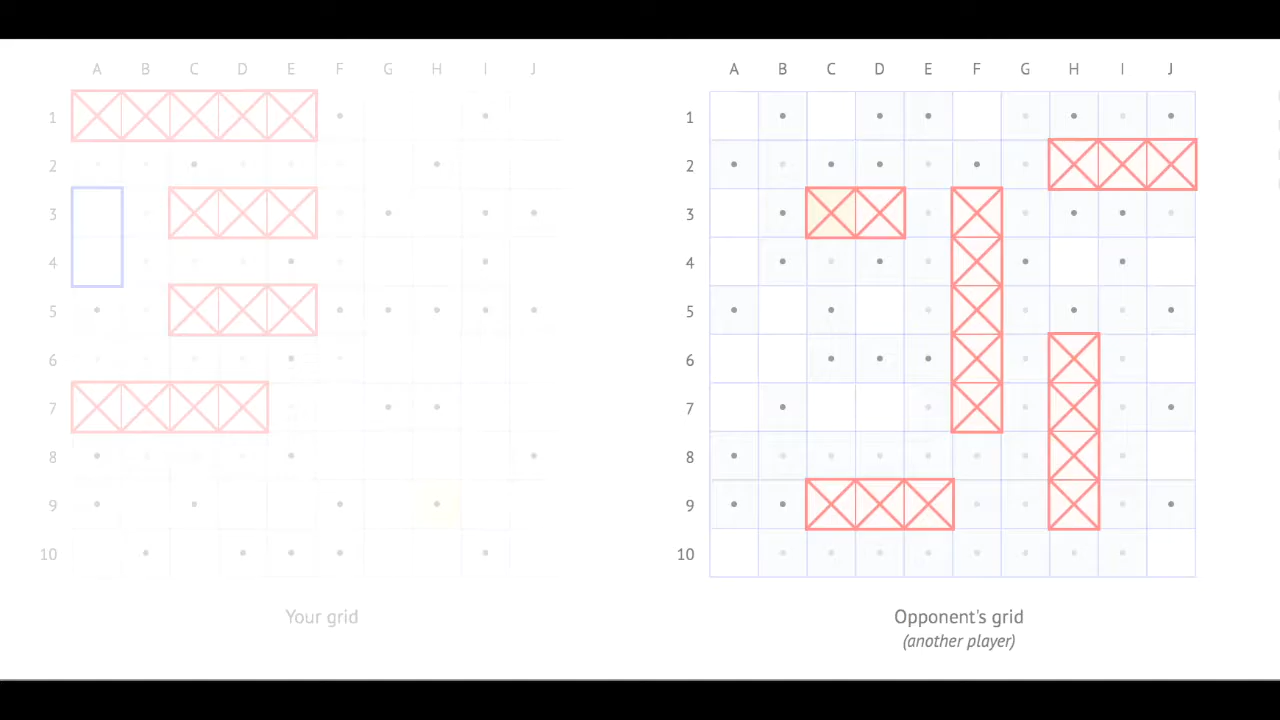 A B C D E F G H I J
A B C D E F G H I J
1 1
2 2
3 3
4 4
5 5
6 6
7 7
8 8
9 9
10 10
Your grid Opponent's grid
(another player)